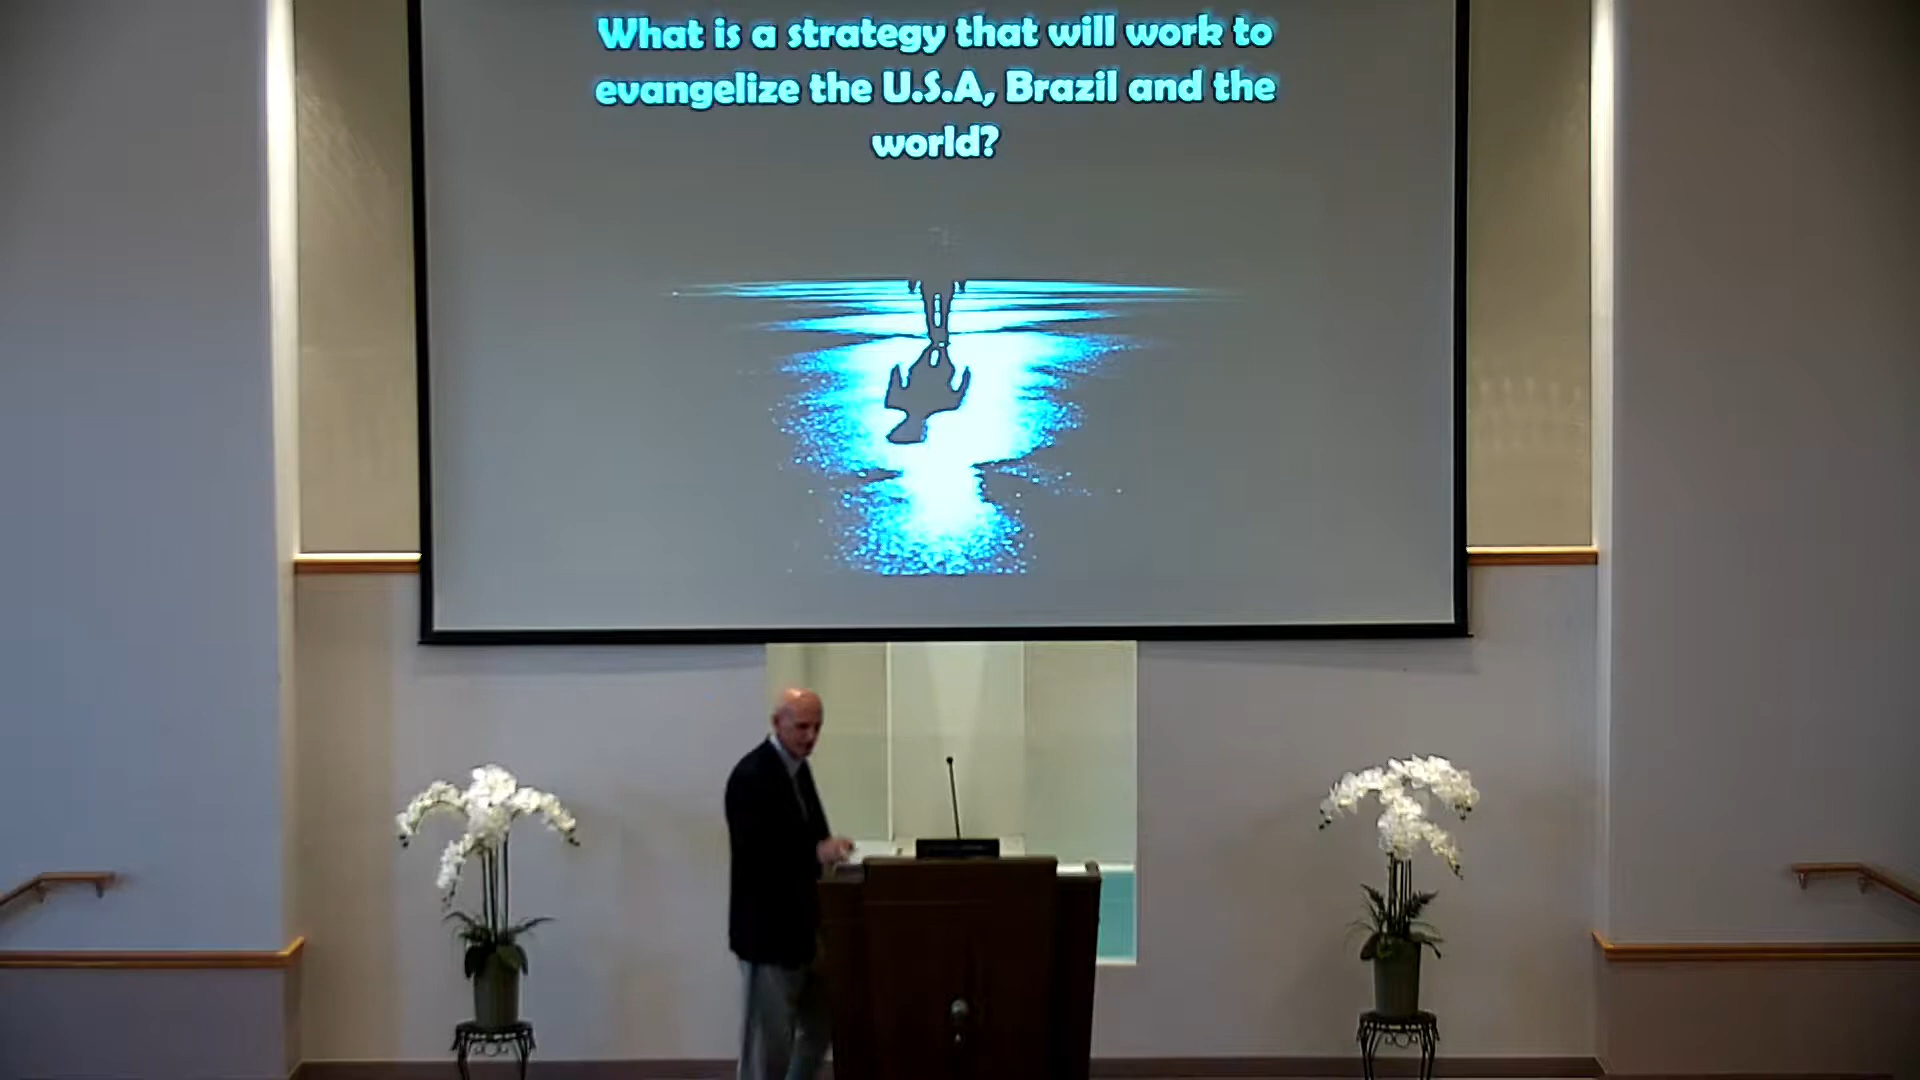 What is a strategy that will work to
evangelize the U.S.A, Brazil and the
world?